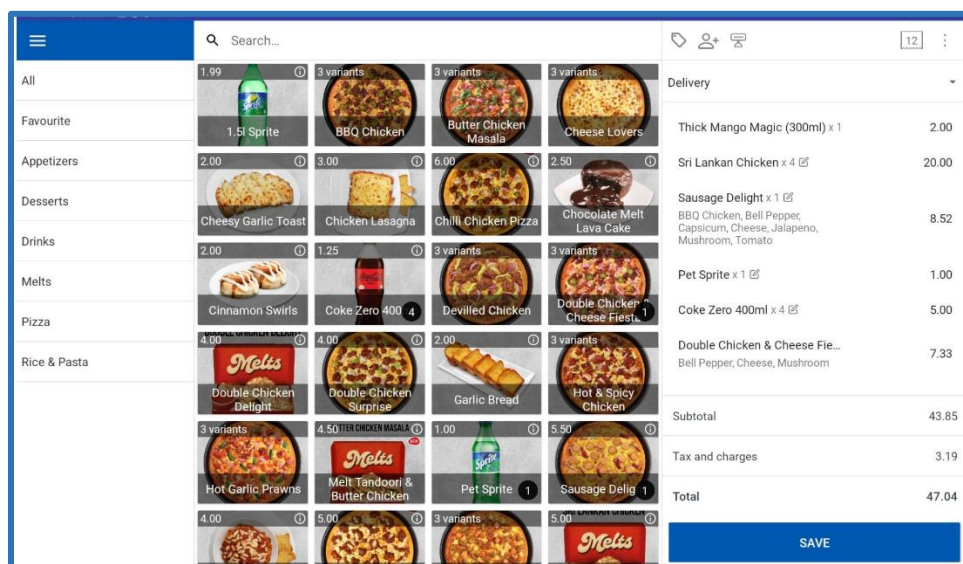 Search...
12
All
Favourite
Appetizers
Desserts
Drinks
Melts
Pizza
Rice & Pasta
1.99
Sprite
1.5l Sprite
3 variants
BBQ Chicken
3 variants
Butter Chicken
Masala
3 variants
Cheese Lovers
2.00
Cheesy Garlic Toast
3.00
Chicken Lasagna
6.00
Chilli Chicken Pizza
2.50
Chocolate Melt
Lava Cake
2.00
Cinnamon Swirls
1.25
Coke Zero 400
4
3 variants
Devilled Chicken
3 variants
Double Chicken &
Cheese Fiesta
1
4.00
DOUBLE CHICKEN DELIGHT
Melts
Double Chicken
Delight
4.00
Double Chicken
Surprise
2.00
Garlic Bread
3 variants
Hot & Spicy
Chicken
3 variants
Hot Garlic Prawns
4.50
TTER CHICKEN MASALA
Melts
Melt Tandoori &
Butter Chicken
1.00
Sprite
Pet Sprite
1
5.50
Sausage Delig
1
4.00
5.00
3 variants
5.00
SRI LANKAN CHICKEN
Melts
Delivery
Thick Mango Magic (300ml) x 1 2.00
Sri Lankan Chicken x 4 20.00
Sausage Delight x 1
BBQ Chicken, Bell Pepper,
Capsicum, Cheese, Jalapeno,
Mushroom, Tomato
8.52
Pet Sprite x 1 1.00
Coke Zero 400ml x 4 5.00
Double Chicken & Cheese Fie...
Bell Pepper, Cheese, Mushroom
7.33
Subtotal 43.85
Tax and charges 3.19
Total 47.04
SAVE